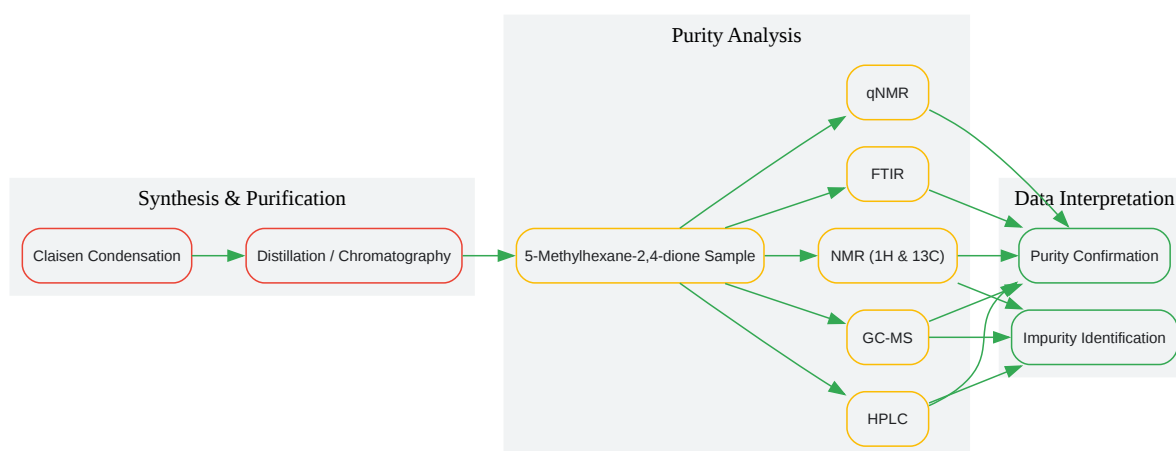 Purity Analysis
qNMR
FTIR
Synthesis & Purification
Data Interpretation
Claisen Condensation
Distillation / Chromatography
5-Methylhexane-2,4-dione Sample
NMR (1H & 13C)
Purity Confirmation
GC-MS
Impurity Identification
HPLC